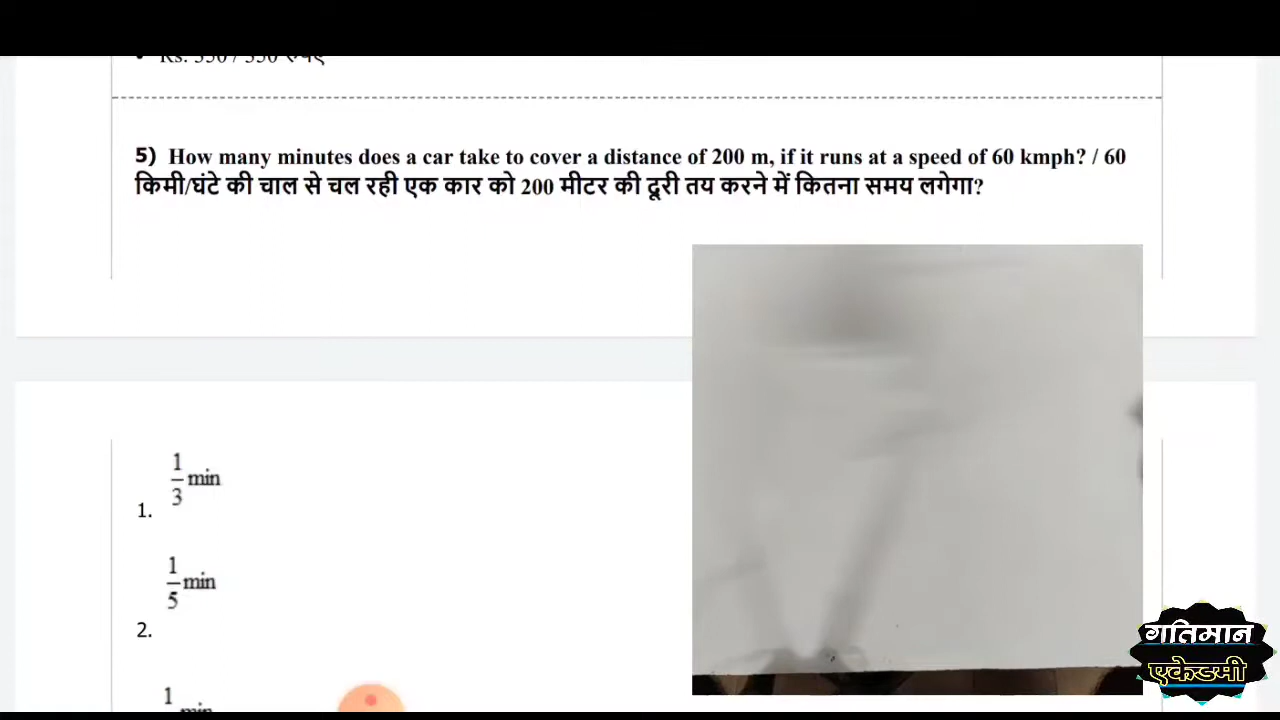 5) How many minutes does a car take to cover a distance of 200 m, if it runs at a speed of 60 kmph? / 60
किमी/घंटे की चाल से चल रही एक कार को 200 मीटर की दूरी तय करने में कितना समय लगेगा?
1. 1/3 min
2. 1/5 min
गतिमान
एकेडमी